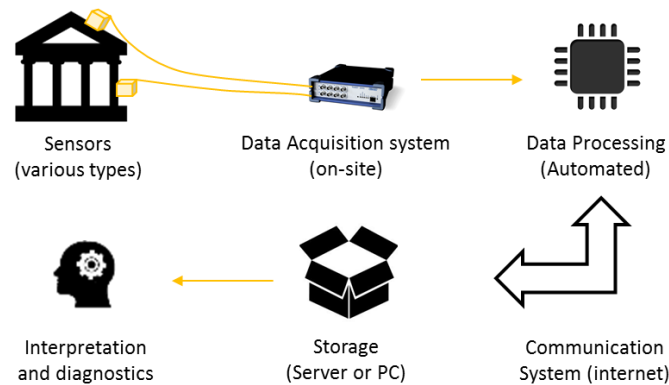 Sensors
(various types)
Data Acquisition system
(on-site)
Data Processing
(Automated)
Interpretation
and diagnostics
Storage
(Server or PC)
Communication
System (internet)